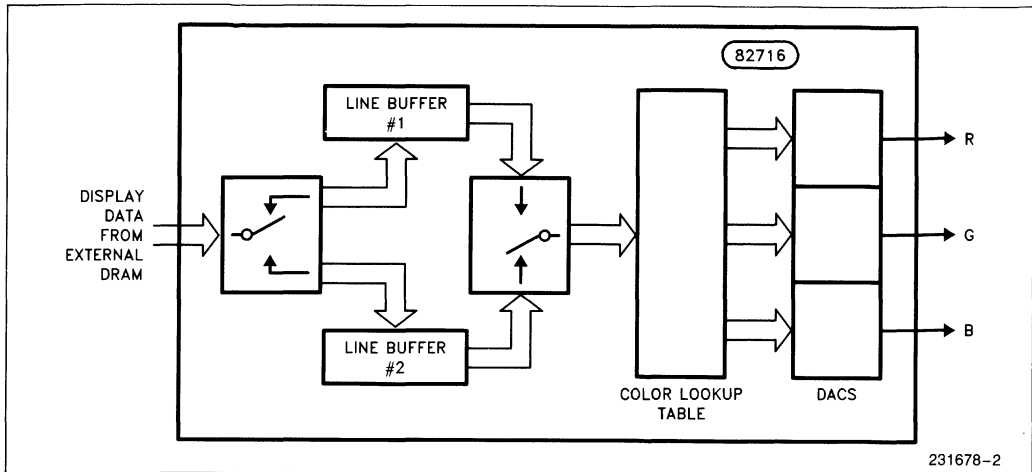 82716
LINE BUFFER
#1
DISPLAY
DATA
FROM
EXTERNAL
DRAM
LINE BUFFER
#2
COLOR LOOKUP
TABLE
DACS
R
G
B
231678-2